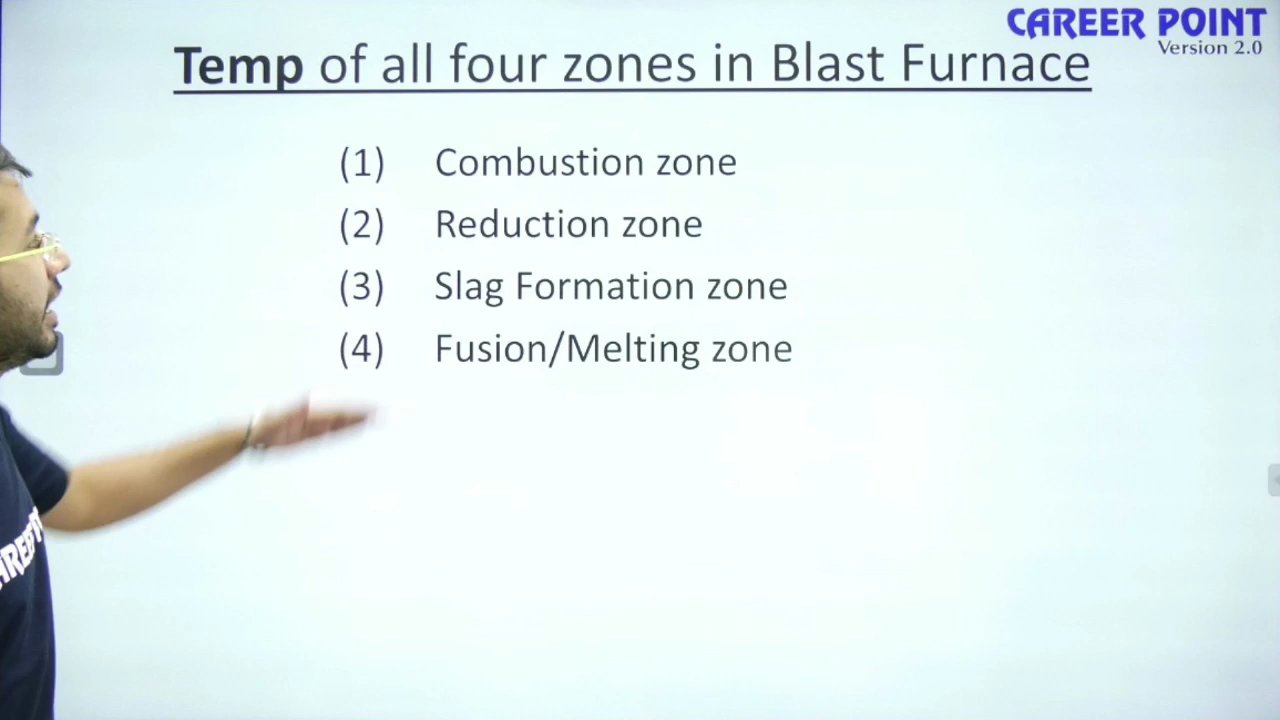 CAREER POINT
Version 2.0
Temp of all four zones in Blast Furnace
(1) Combustion zone
(2) Reduction zone
(3) Slag Formation zone
(4) Fusion/Melting zone